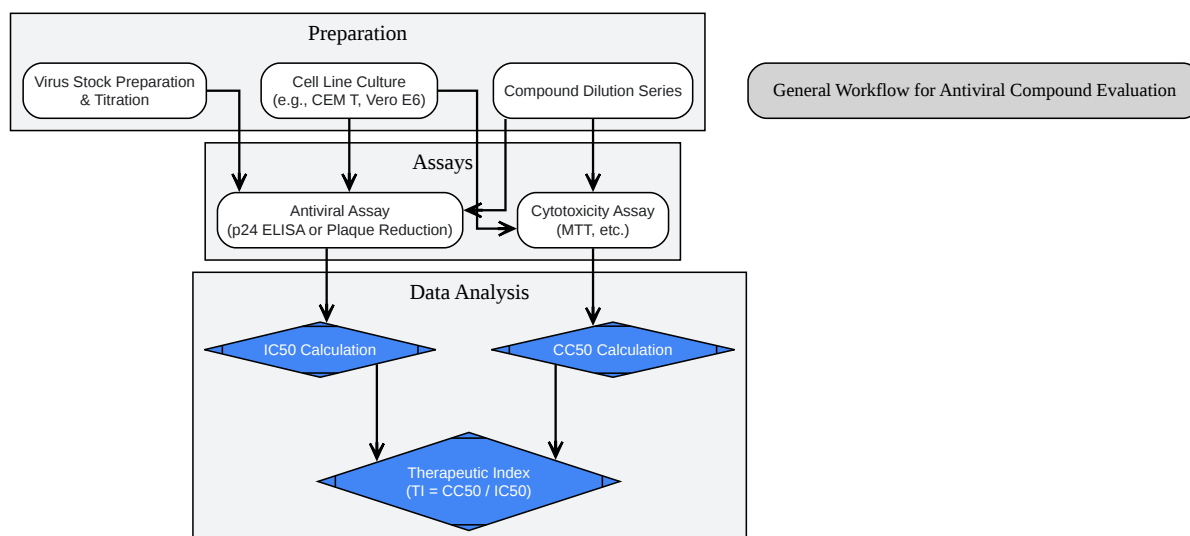 Preparation
Virus Stock Preparation
& Titration
Cell Line Culture
(e.g., CEM T, Vero E6)
Compound Dilution Series
General Workflow for Antiviral Compound Evaluation
Assays
Antiviral Assay
(p24 ELISA or Plaque Reduction)
Cytotoxicity Assay
(MTT, etc.)
Data Analysis
IC50 Calculation
CC50 Calculation
Therapeutic Index
(TI = CC50 / IC50)